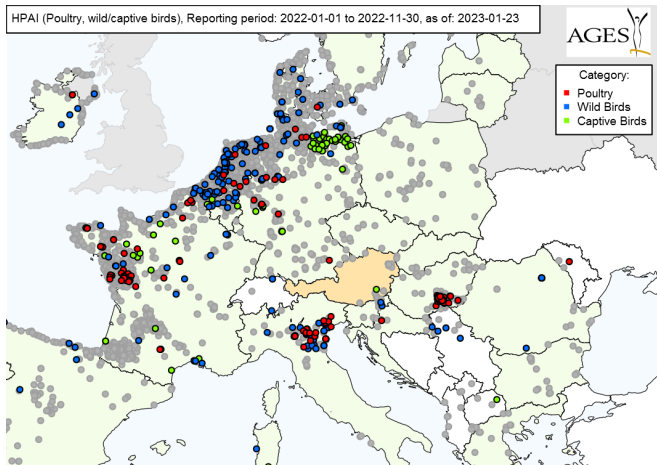 HPAI (Poultry, wild/captive Birds), Reporting period: 2022-01-01 to 2022-11-30, as of: 2023-01-23
AGES
Category:
Poultry
Wild Birds
Captive Birds